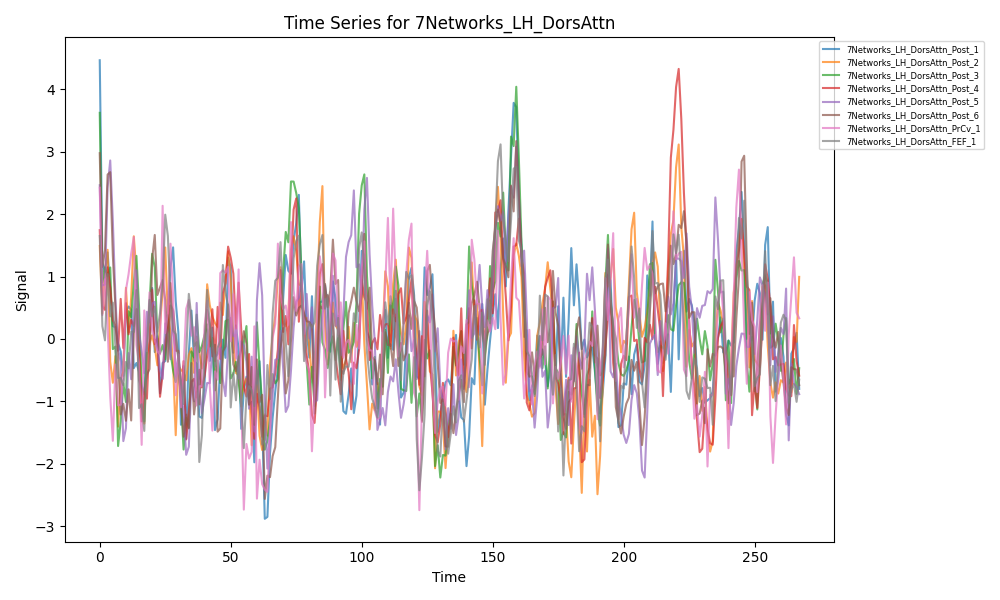 Time Series for 7Networks_LH_DorsAttn
7Networks_LH_DorsAttn_Post_1
7Networks_LH_DorsAttn_Post_2
7Networks_LH_DorsAttn_Post_3
7Networks_LH_DorsAttn_Post_4
7Networks_LH_DorsAttn_Post_5
7Networks_LH_DorsAttn_Post_6
7Networks_LH_DorsAttn_PrCv_1
7Networks_LH_DorsAttn_FEF_1
Signal
4
3
2
1
0
−1
−2
−3
0 50 100 150 200 250
Time